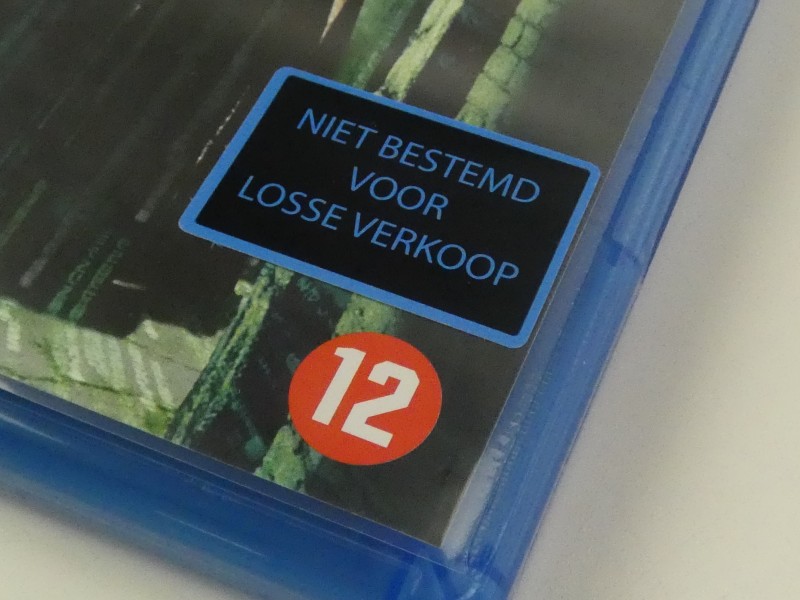 NIET BESTEMD
VOOR
LOSSE VERKOOP
12